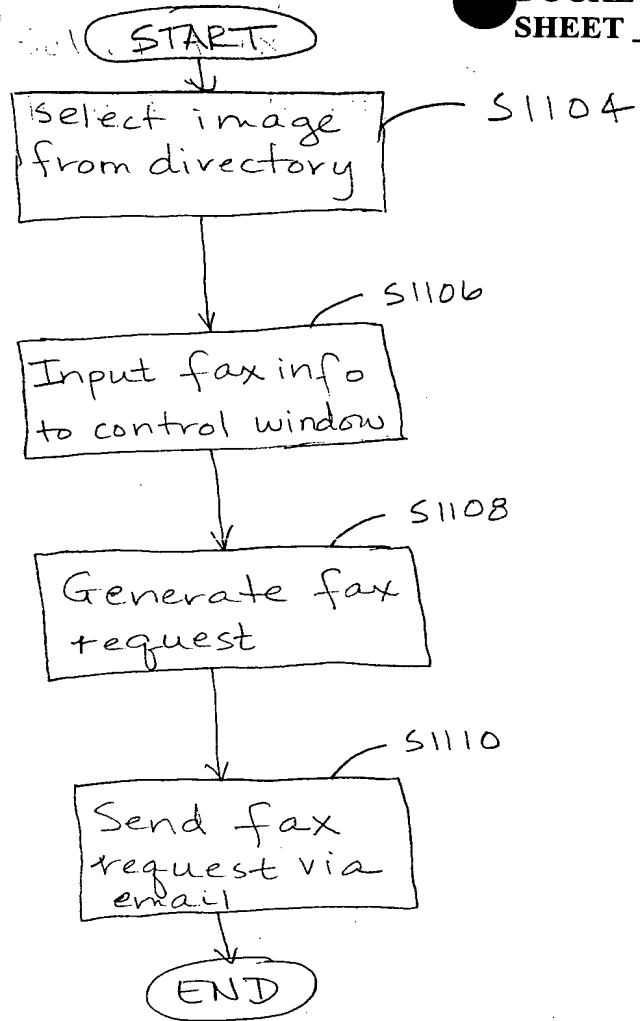 SHEET
START
Select image
from directory
S1104
S1106
Input fax info
to control window
S1108
Generate fax
request
S1110
Send fax
request via
email
END